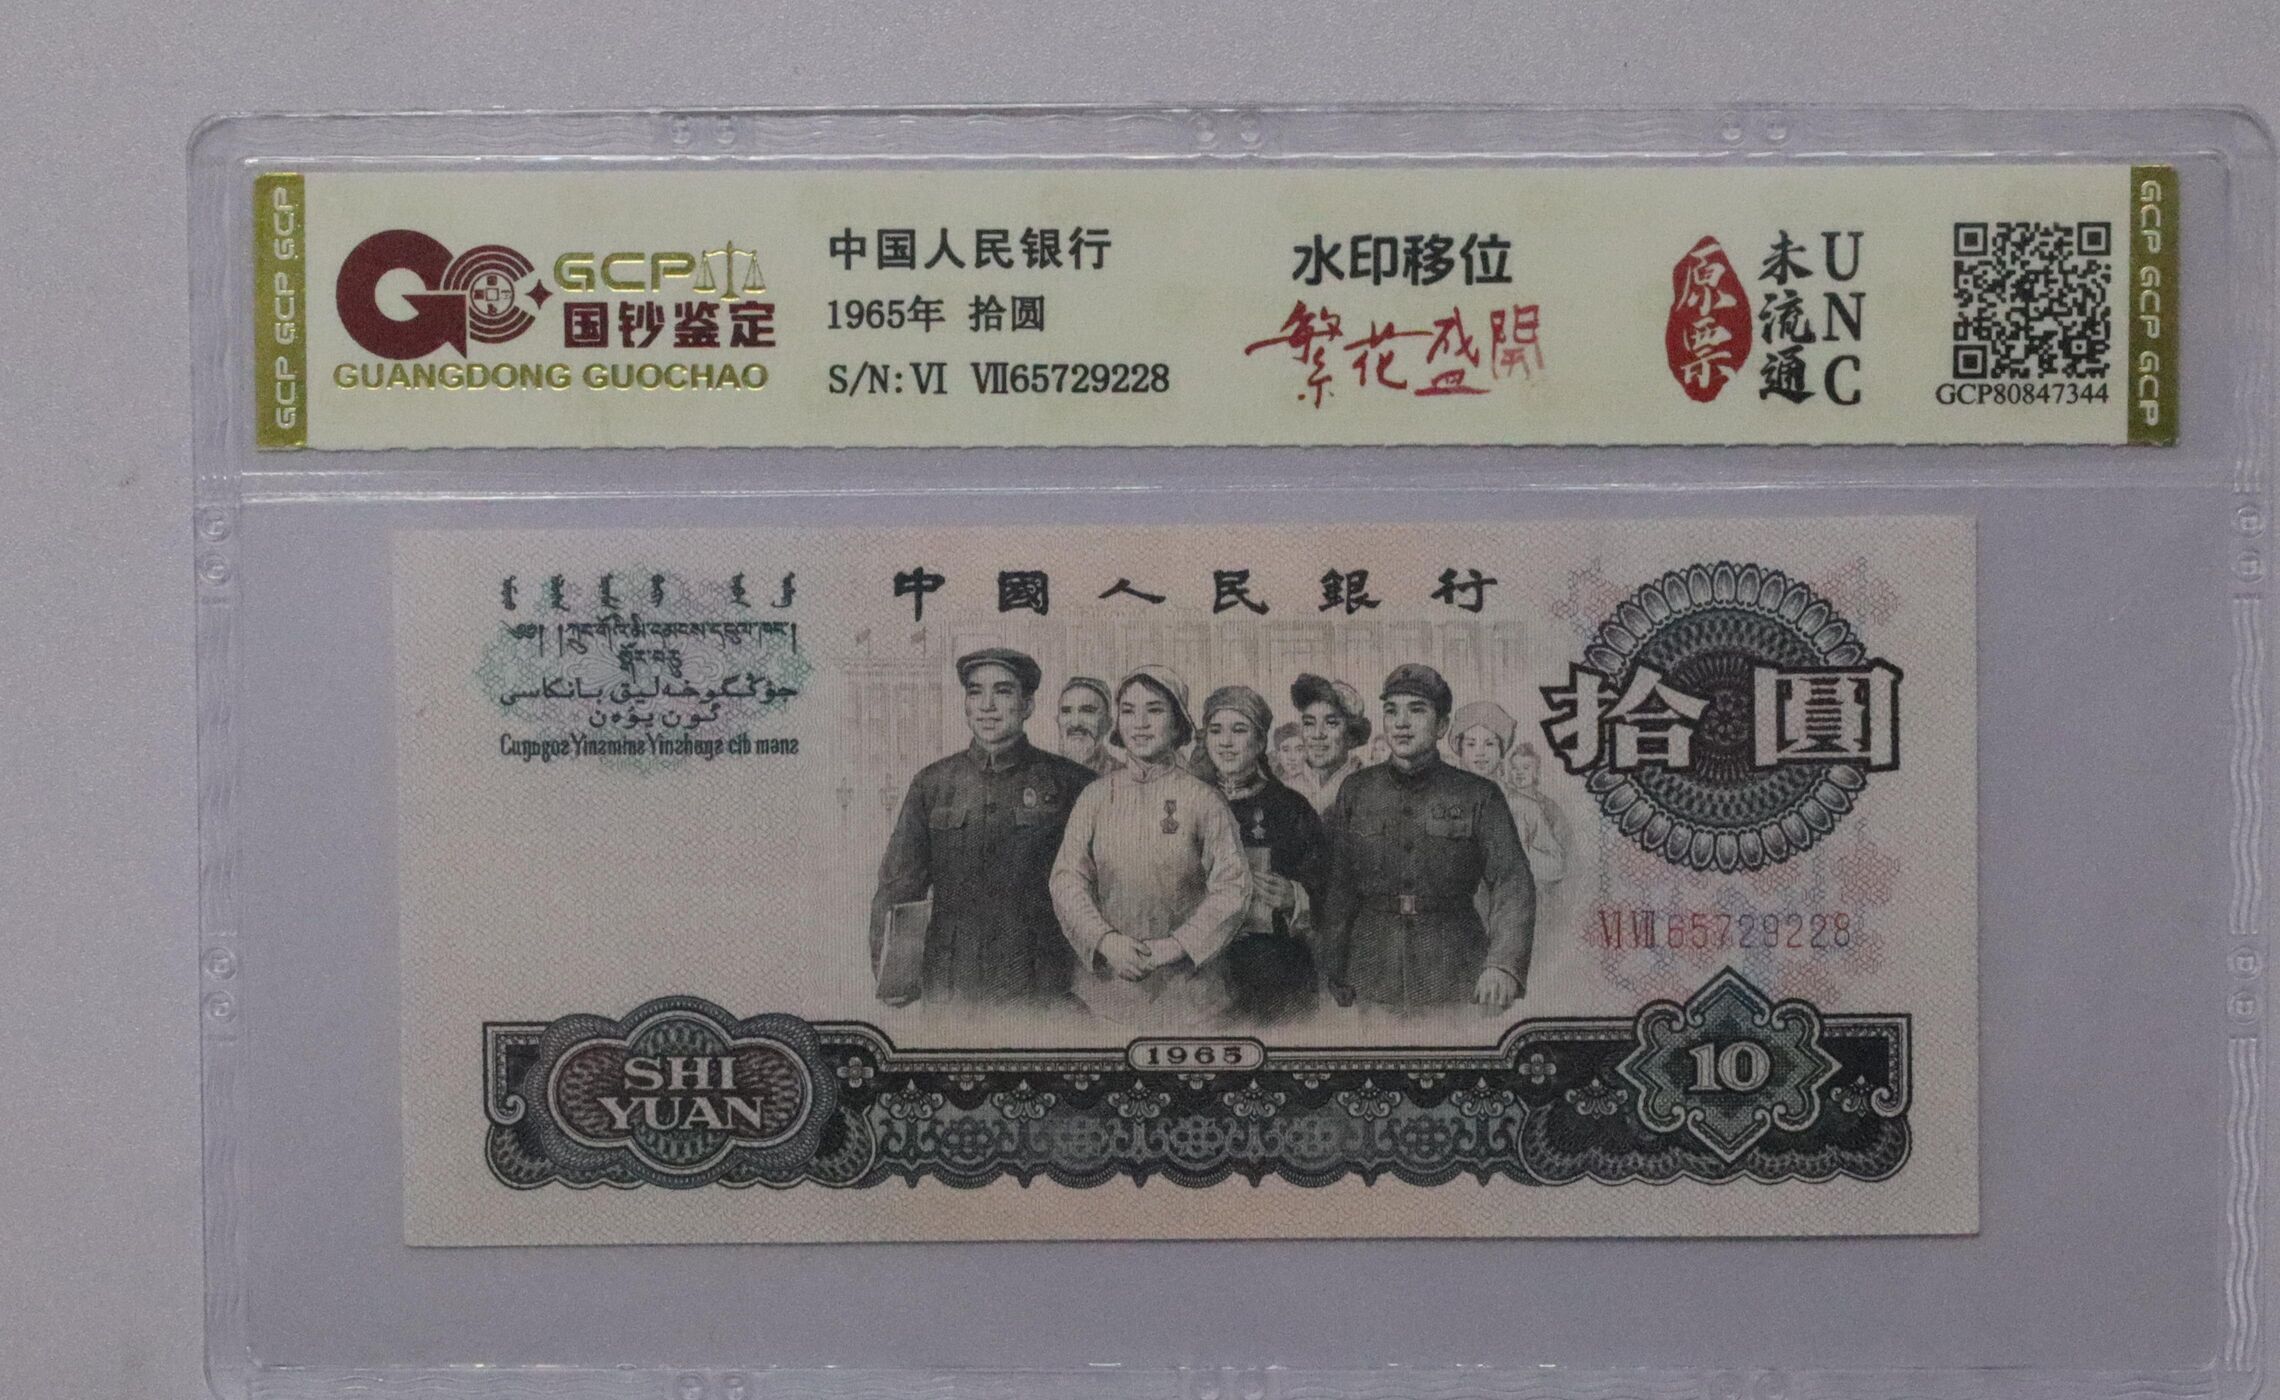 GCP GCP GCP
GCP
国钞鉴定
GUANGDONG GUOCHAO
中国人民银行
1965年 拾圆
S/N: VI VII65729228
水印移位
繁花盛開
原票
未流通
UNC
GCP80847344
GCP GCP GCP
中國人民銀行
拾圓
VI VII 65729228
1965
SHI
YUAN
10